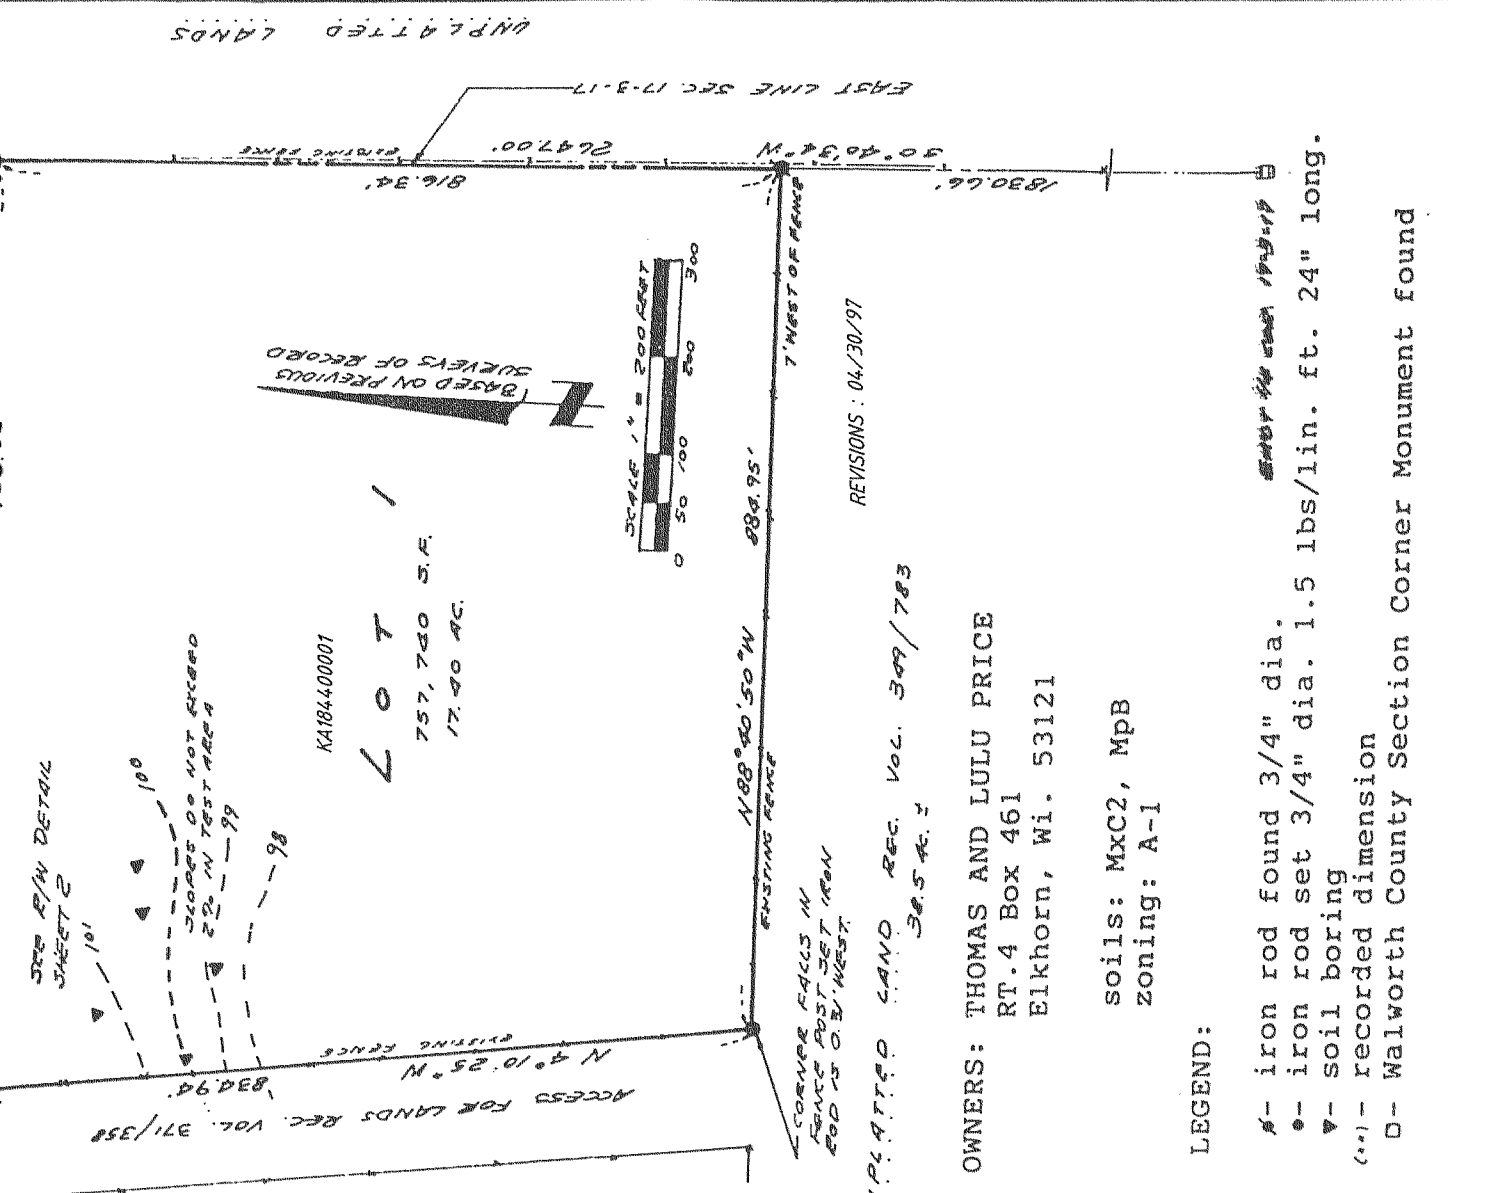 UNPLATTED LANDS
EAST LINE SEC. 17-3-17
EXISTING FENCE
2647.00'
S0°40'34"W
816.34'
1830.66'
BASED ON PREVIOUS
SURVEYS OF RECORD
SCALE 1" = 200 FEET
0 50 100 200 300
7' WEST OF FENCE
REVISIONS : 04/30/97
SEE R/W DETAIL
SHEET 2
101
100
SLOPES DO NOT EXCEED
2% IN TEST AREA
99
98
KA184400001
LOT 1
757,740 S.F.
17.40 AC.
N88°40'50"W
884.95'
EXISTING FENCE
EXISTING FENCE
N 4°10'25"W
834.94'
ACCESS FOR LANDS REC. VOL. 371/358
CORNER FALLS IN
FENCE POST SET IRON
ROD IS 0.31' WEST.
PLATTED LAND REC. VOL. 349/783
38.5 AC. ±
OWNERS: THOMAS AND LULU PRICE
RT.4 Box 461
Elkhorn, Wi. 53121
soils: MxC2, MpB
zoning: A-1
LEGEND:
- iron rod found 3/4" dia.
●- iron rod set 3/4" dia. 1.5 lbs/lin. ft. 24" long.
▼- soil boring
(••)- recorded dimension
□- Walworth County Section Corner Monument found